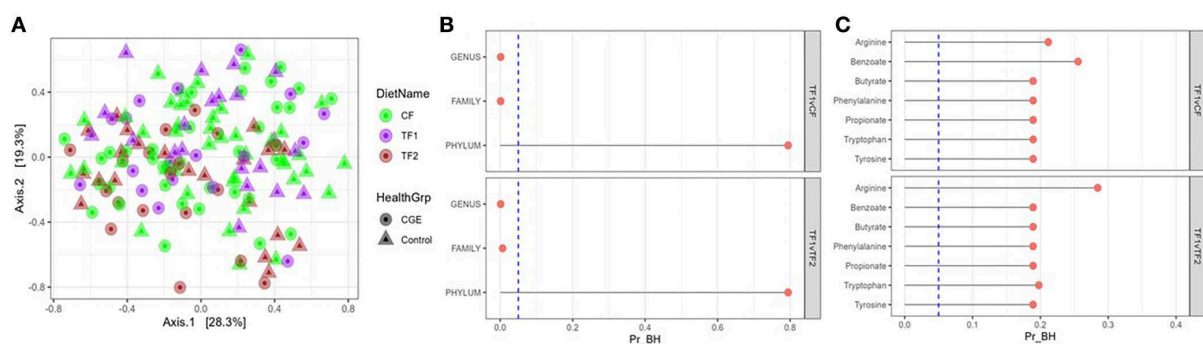 A
Axis.2 [19.3%]
0.4
0.0
-0.4
-0.8
-0.8
-0.4
0.0
0.4
0.8
Axis.1 [28.3%]
DietName
CF
TF1
TF2
HealthGrp
CGE
Control
B
GENUS
FAMILY
PHYLUM
TF1vCF
GENUS
FAMILY
PHYLUM
TF1vTF2
0.0
0.2
0.4
0.6
0.8
Pr_BH
C
Arginine
Benzoate
Butyrate
Phenylalanine
Propionate
Tryptophan
Tyrosine
TF1vCF
Arginine
Benzoate
Butyrate
Phenylalanine
Propionate
Tryptophan
Tyrosine
TF1vTF2
0.0
0.1
0.2
0.3
0.4
Pr_BH